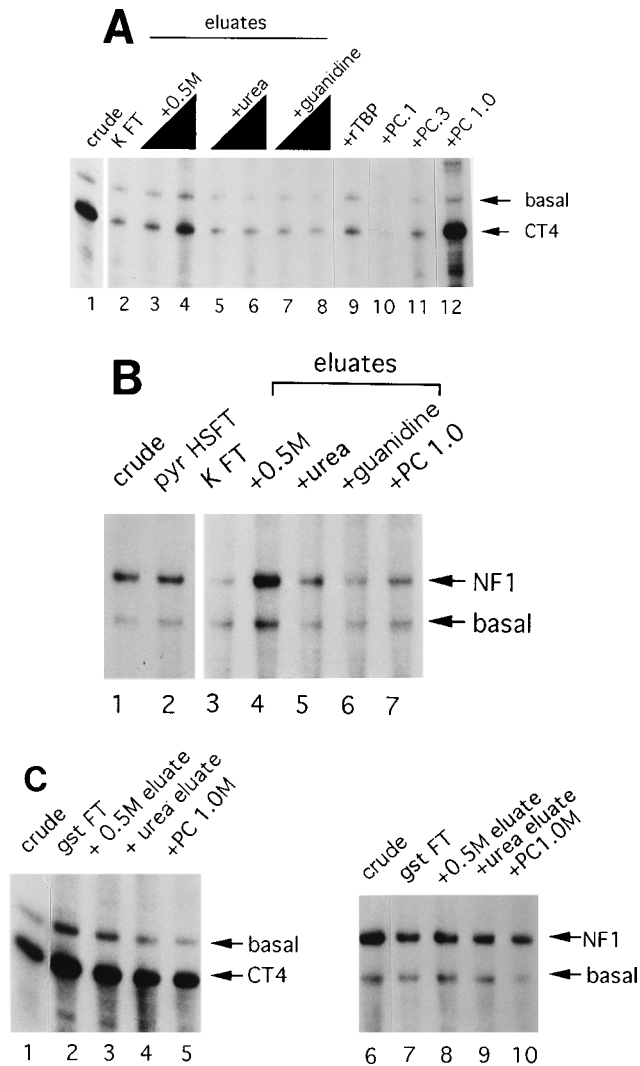 A
eluates
crude
K FT
+0.5M
+urea
+guanidine
+rTBP
+PC.1
+PC.3
+PC 1.0
basal
CT4
1 2 3 4 5 6 7 8 9 10 11 12
B
eluates
crude
pyr HSFT
K FT
+0.5M
+urea
+guanidine
+PC 1.0
NF1
basal
1 2 3 4 5 6 7
C
crude
gst FT
+ 0.5M eluate
+ urea eluate
+PC 1.0M
basal
CT4
1 2 3 4 5
crude
gst FT
+0.5M eluate
+urea eluate
+PC1.0M
NF1
basal
6 7 8 9 10